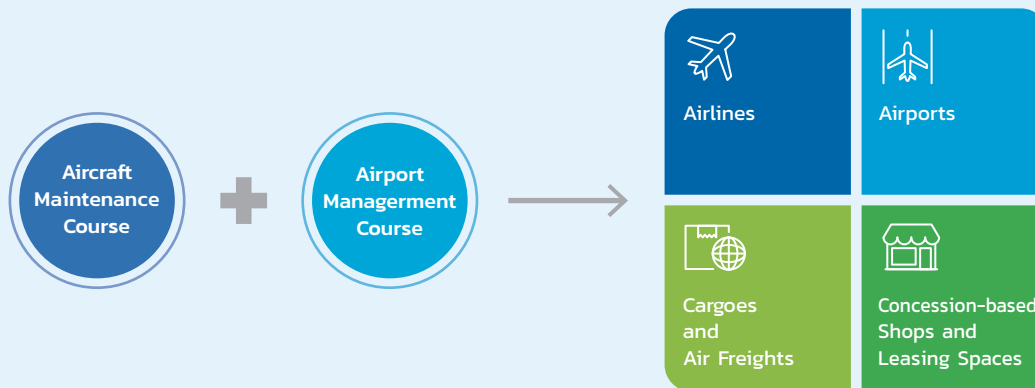 Aircraft
Maintenance
Course
Airport
Managerment
Course
Airlines
Airports
Cargoes
and
Air Freights
Concession-based
Shops and
Leasing Spaces